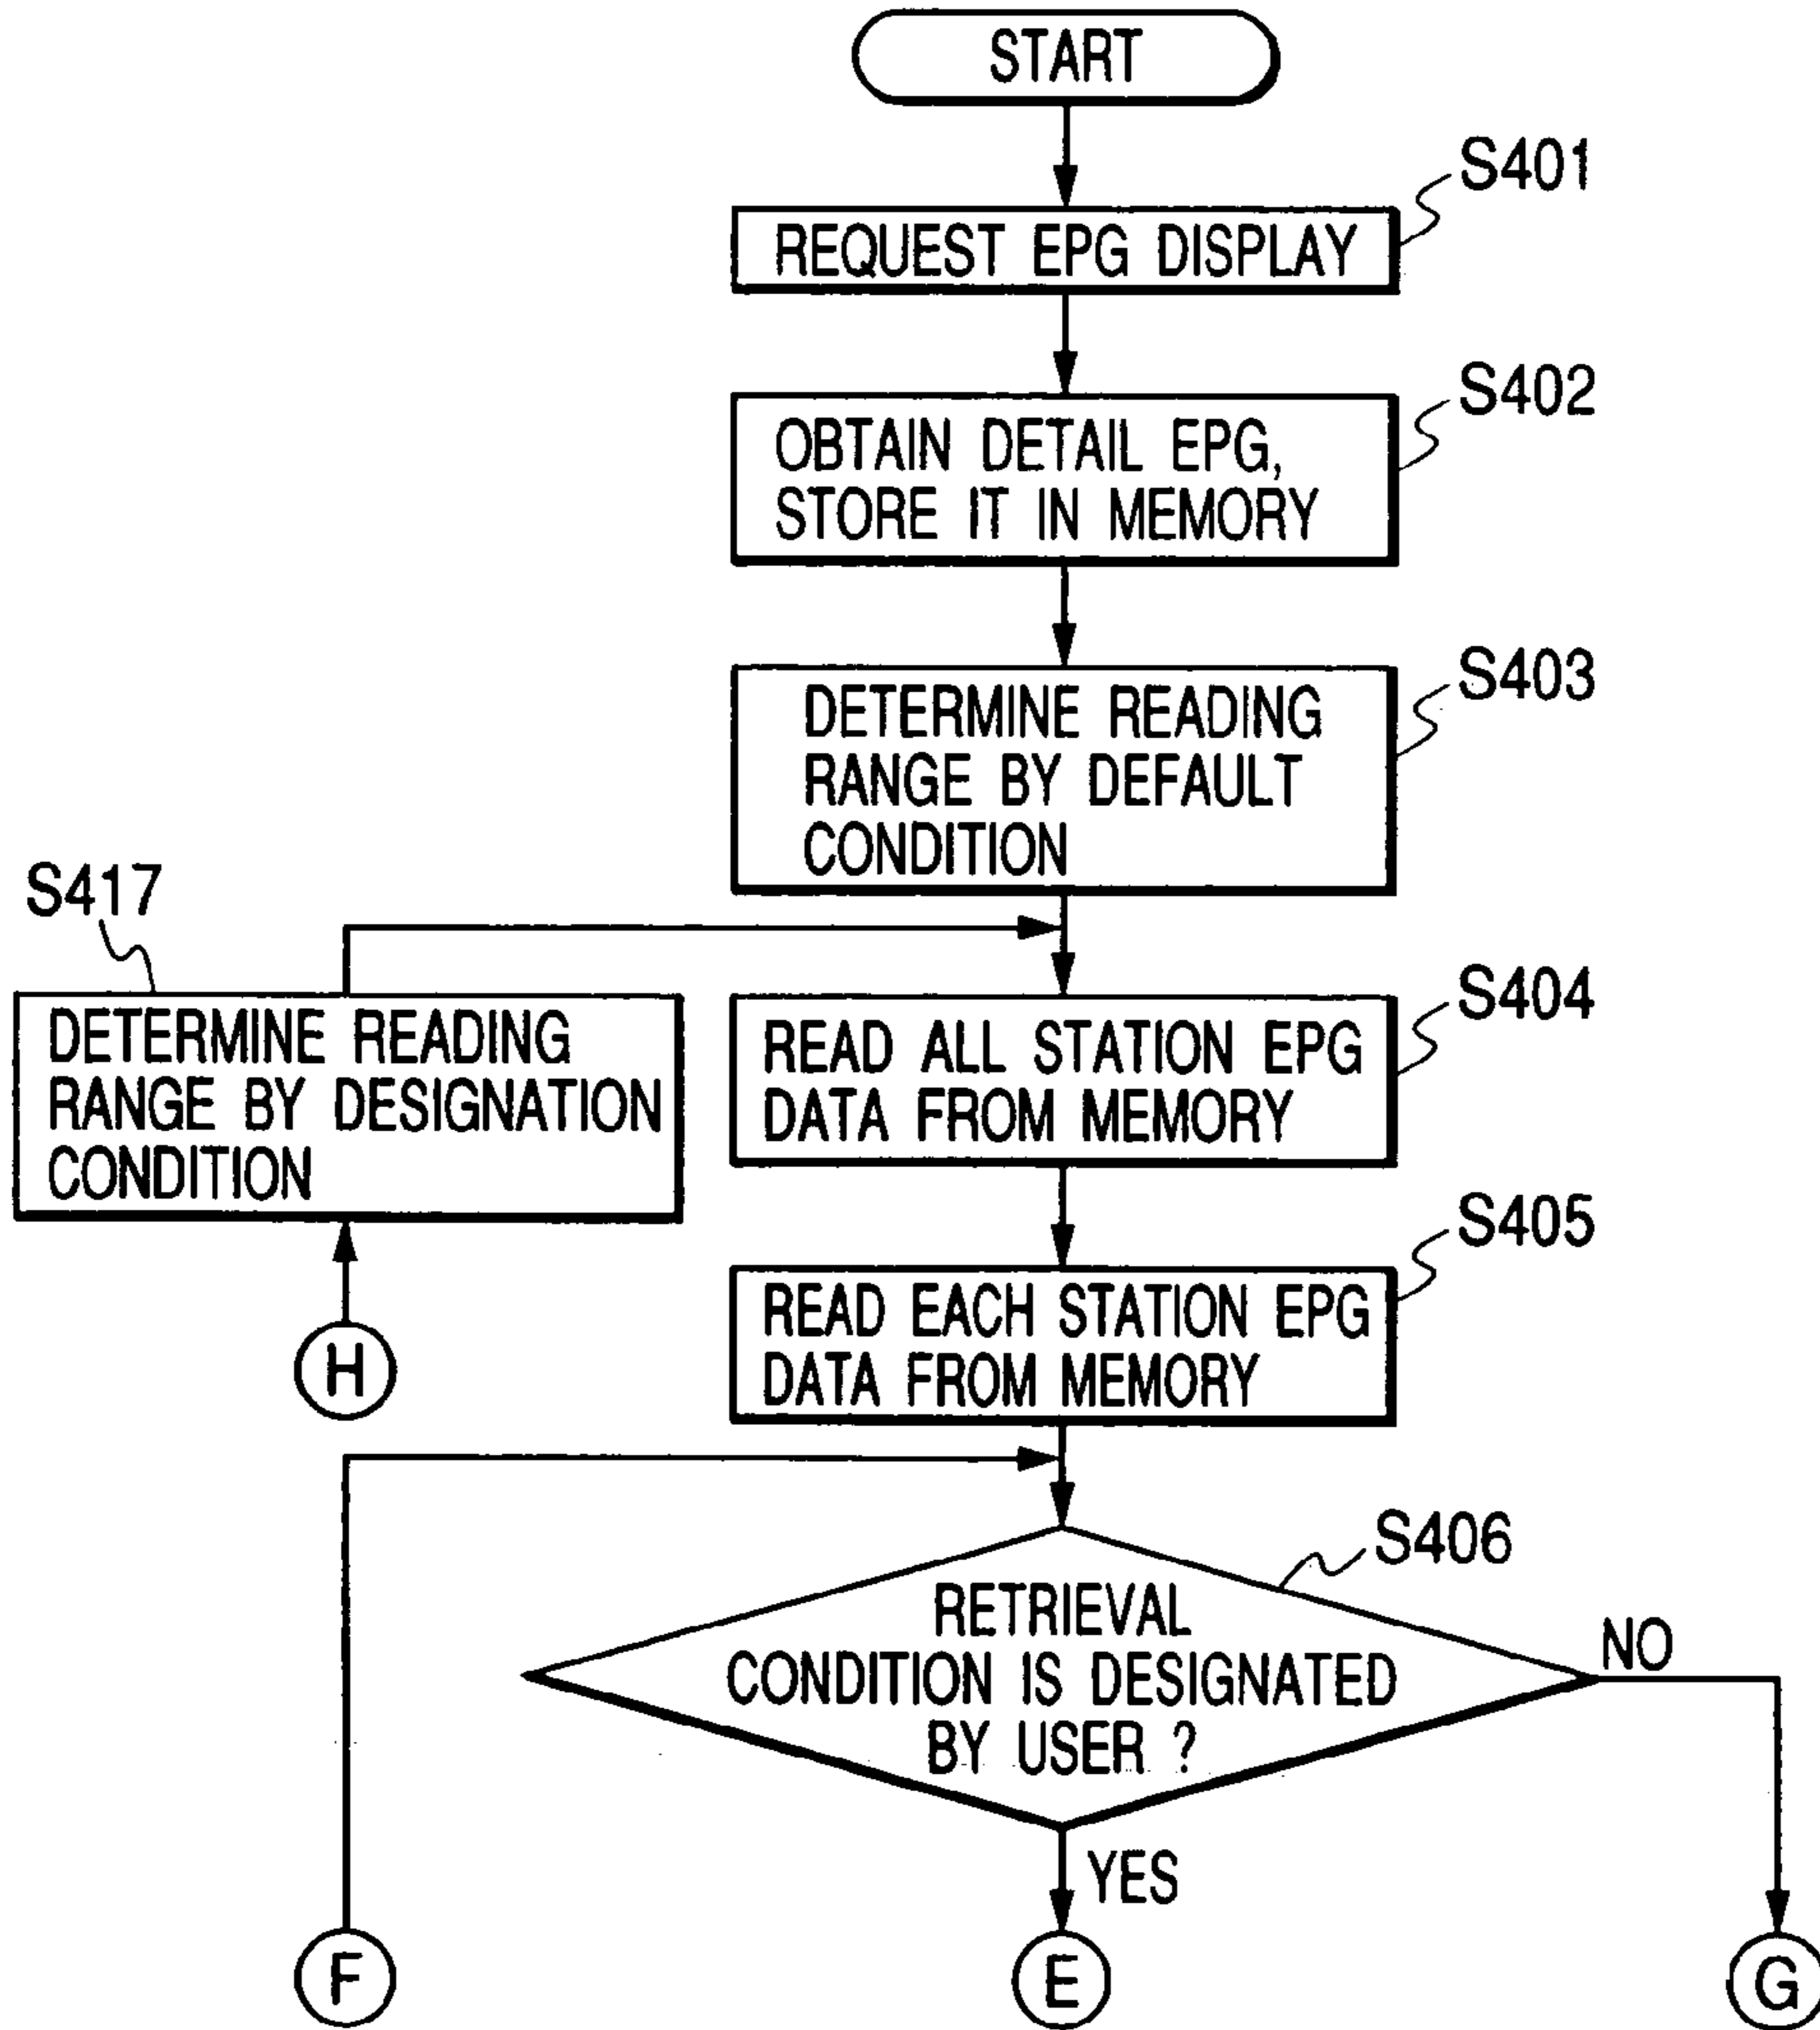 START
S401
REQUEST EPG DISPLAY
S402
OBTAIN DETAIL EPG,
STORE IT IN MEMORY
S403
DETERMINE READING
RANGE BY DEFAULT
CONDITION
S417
DETERMINE READING
RANGE BY DESIGNATION
CONDITION
S404
READ ALL STATION EPG
DATA FROM MEMORY
S405
READ EACH STATION EPG
DATA FROM MEMORY
H
S406
RETRIEVAL
CONDITION IS DESIGNATED
BY USER ?
NO
YES
F
E
G